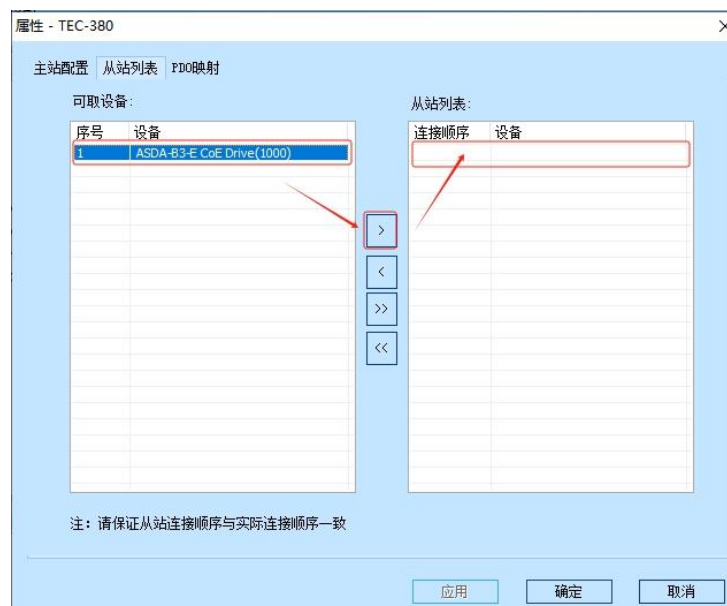 属性 - TEC-380
主站配置 从站列表 PDO映射
可取设备:
从站列表:
序号 设备
连接顺序 设备
1 ASDA-B3-E CoE Drive(1000)
>
<
>>
<<
注：请保证从站连接顺序与实际连接顺序一致
应用 确定 取消